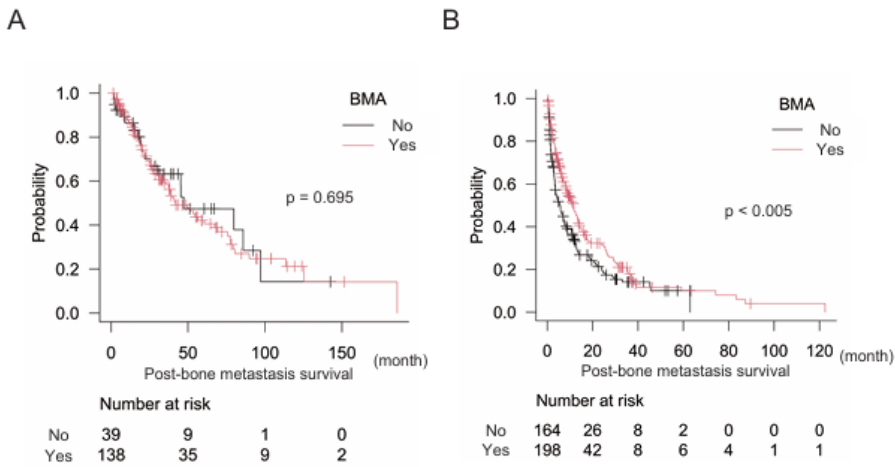 A
1.0
0.8
0.6
0.4
0.2
0.0
Probability
BMA
No
Yes
p = 0.695
0 50 100 150 (month)
Post-bone metastasis survival
Number at risk
No 39 9 1 0
Yes 138 35 9 2
B
1.0
0.8
0.6
0.4
0.2
0.0
Probability
BMA
No
Yes
p < 0.005
0 20 40 60 80 100 120 (month)
Post-bone metastasis survival
Number at risk
No 164 26 8 2 0 0 0
Yes 198 42 8 6 4 1 1